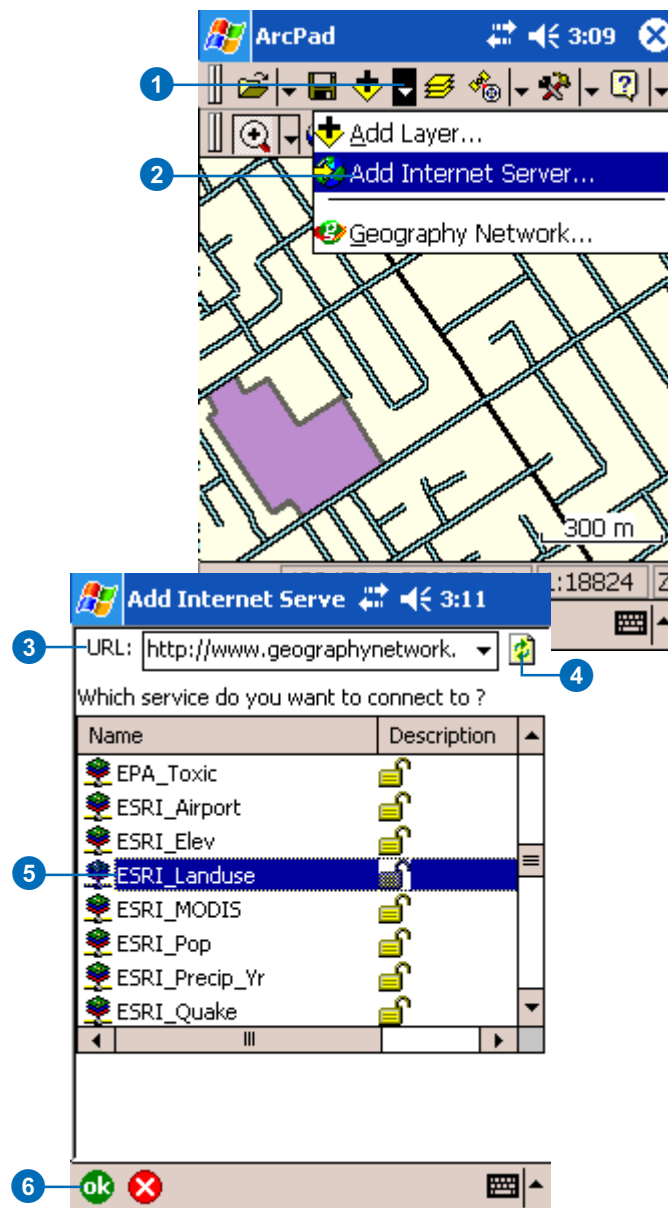 ArcPad 3:09
1
Add Layer...
2
Add Internet Server...
Geography Network...
300 m
:18824 Z
Add Internet Serve 3:11
3
URL: http://www.geographynetwork.
4
Which service do you want to connect to ?
Name Description
EPA_Toxic
ESRI_Airport
ESRI_Elev
5
ESRI_Landuse
ESRI_MODIS
ESRI_Pop
ESRI_Precip_Yr
ESRI_Quake
6
ok